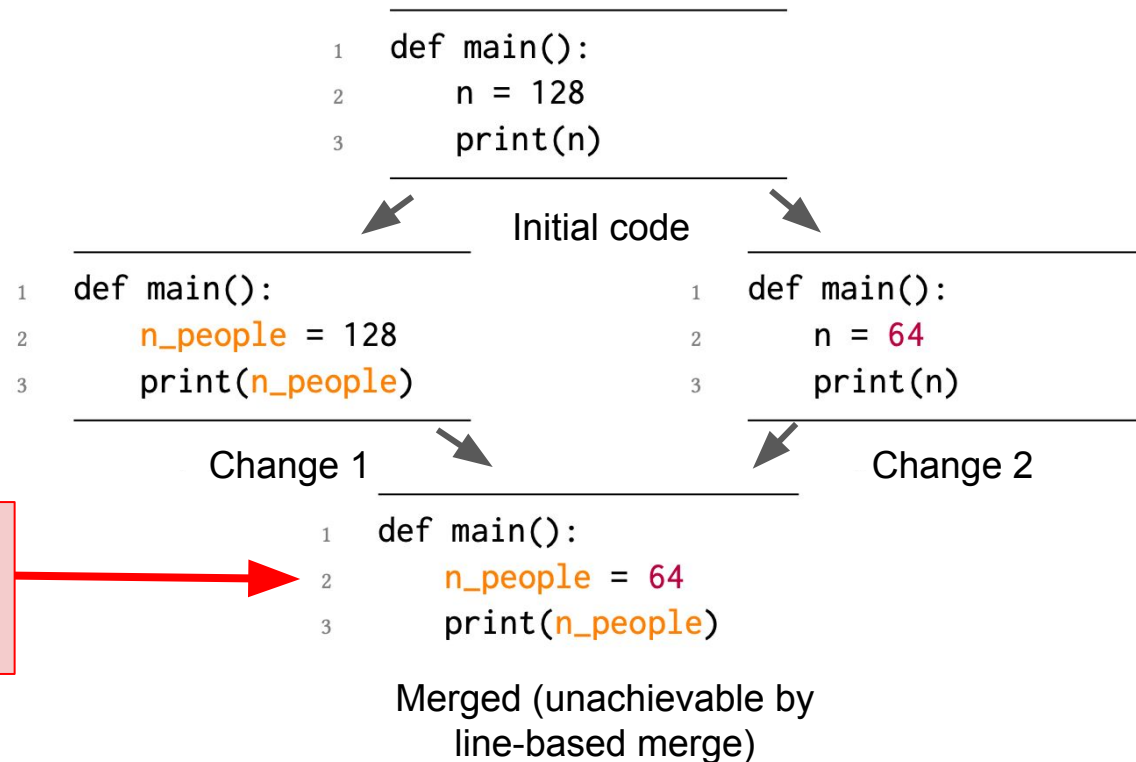 1 def main():
2 n = 128
3 print(n)
Initial code
1 def main():
2 n_people = 128
3 print(n_people)
Change 1
1 def main():
2 n = 64
3 print(n)
Change 2
1 def main():
2 n_people = 64
3 print(n_people)
Merged (unachievable by
line-based merge)